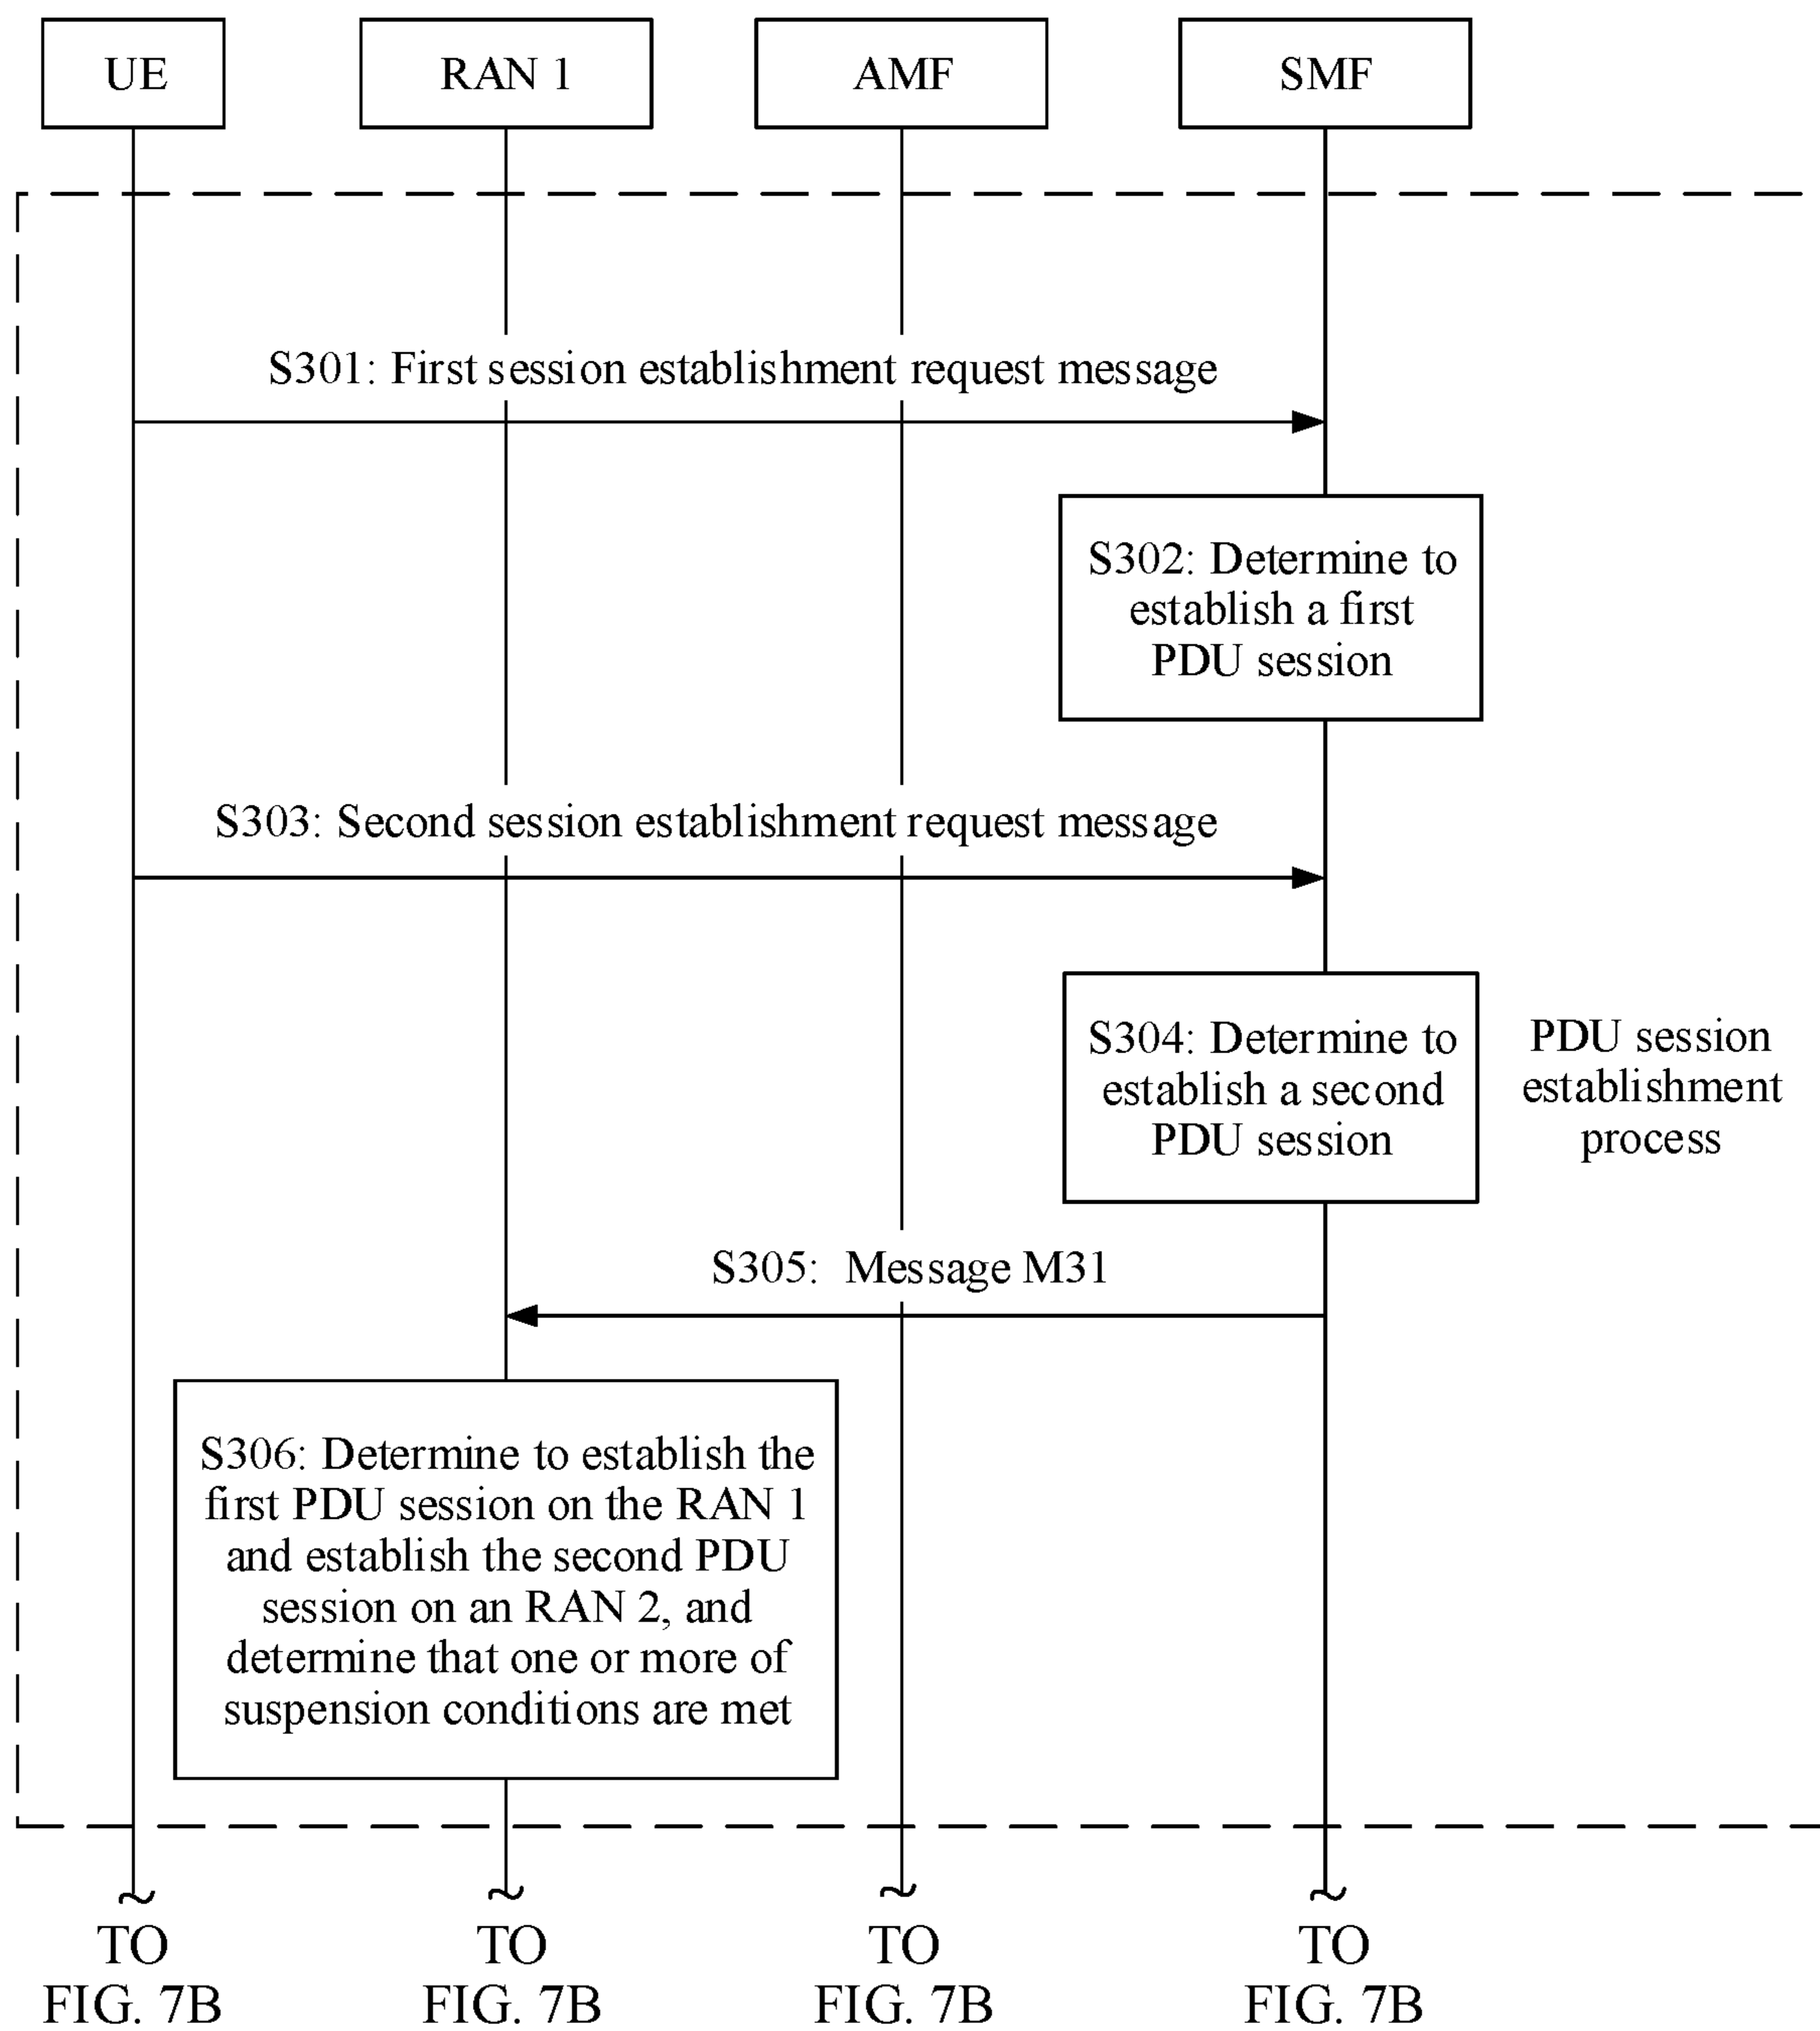 UE
RAN 1
AMF
SMF
S301: First session establishment request message
S302: Determine to
establish a first
PDU session
S303: Second session establishment request message
S304: Determine to
establish a second
PDU session
PDU session
establishment
process
S305: Message M31
S306: Determine to establish the
first PDU session on the RAN 1
and establish the second PDU
session on an RAN 2, and
determine that one or more of
suspension conditions are met
TO
FIG. 7B
TO
FIG. 7B
TO
FIG. 7B
TO
FIG. 7B